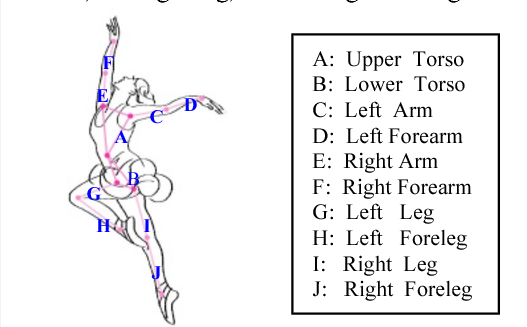 F
E
D
C
A
B
G
H
I
J
A: Upper Torso
B: Lower Torso
C: Left Arm
D: Left Forearm
E: Right Arm
F: Right Forearm
G: Left Leg
H: Left Foreleg
I: Right Leg
J: Right Foreleg